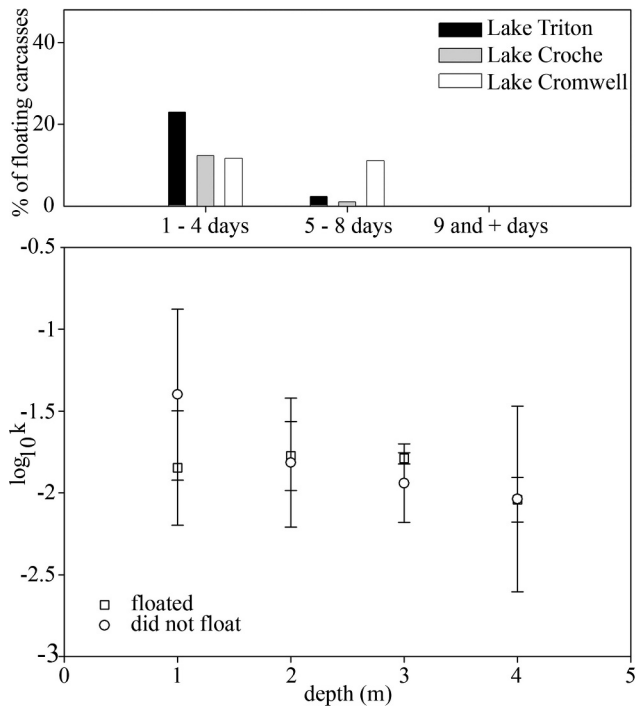 % of floating carcasses
40
20
0
Lake Triton
Lake Croche
Lake Cromwell
1 - 4 days
5 - 8 days
9 and + days
log10k
-0.5
-1
-1.5
-2
-2.5
-3
floated
did not float
0
1
2
3
4
5
depth (m)